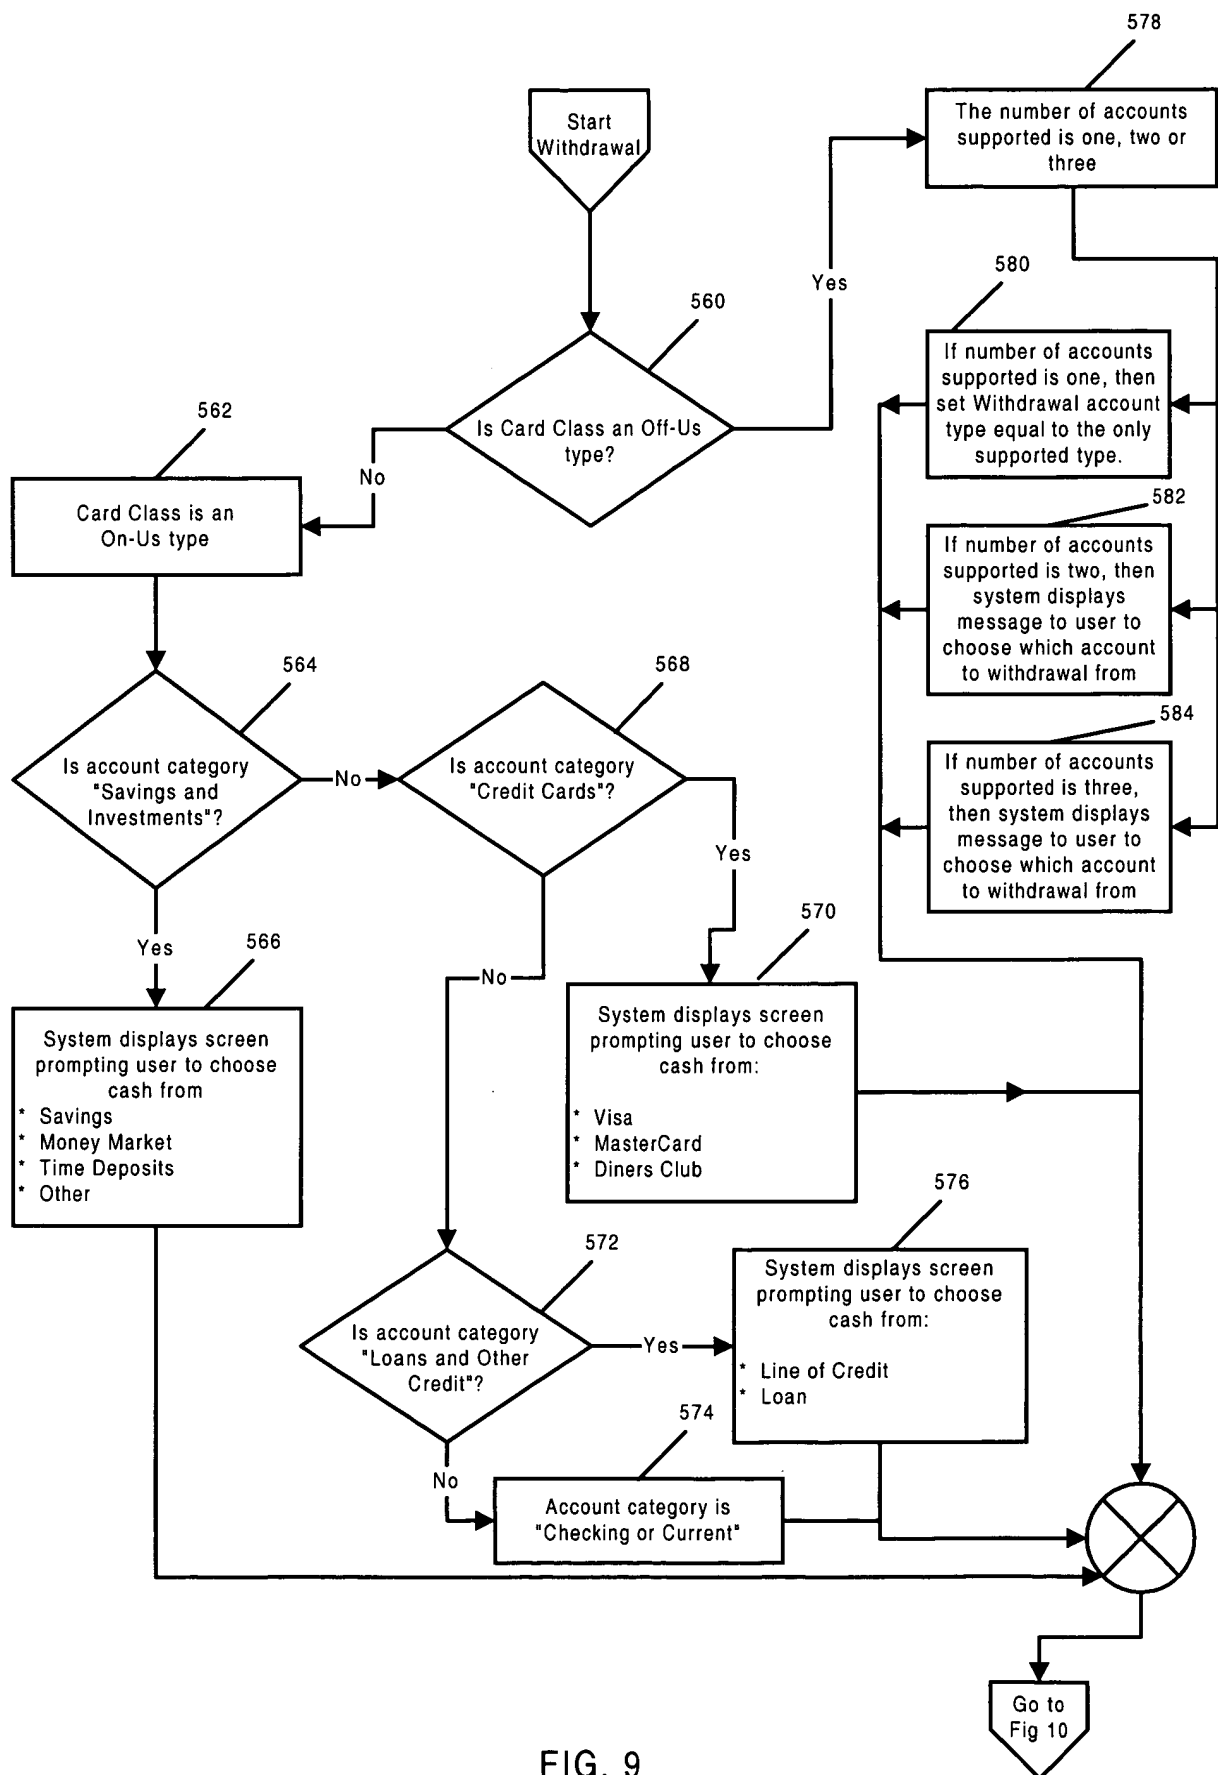 578
The number of accounts
supported is one, two or
three
Start
Withdrawal
Yes
580
560
If number of accounts
supported is one, then
set Withdrawal account
type equal to the only
supported type.
562
Is Card Class an Off-Us
type?
No
Card Class is an
On-Us type
582
If number of accounts
supported is two, then
system displays
message to user to
choose which account
to withdrawal from
564
568
584
Is account category
"Savings and
Investments"?
No
Is account category
"Credit Cards"?
If number of accounts
supported is three,
then system displays
message to user to
choose which account
to withdrawal from
Yes
Yes
566
No
570
System displays screen
prompting user to choose
cash from
* Savings
* Money Market
* Time Deposits
* Other
System displays screen
prompting user to choose
cash from:
* Visa
* MasterCard
* Diners Club
572
576
Is account category
"Loans and Other
Credit"?
Yes
System displays screen
prompting user to choose
cash from:
* Line of Credit
* Loan
574
No
Account category is
"Checking or Current"
Go to
Fig 10
FIG. 9